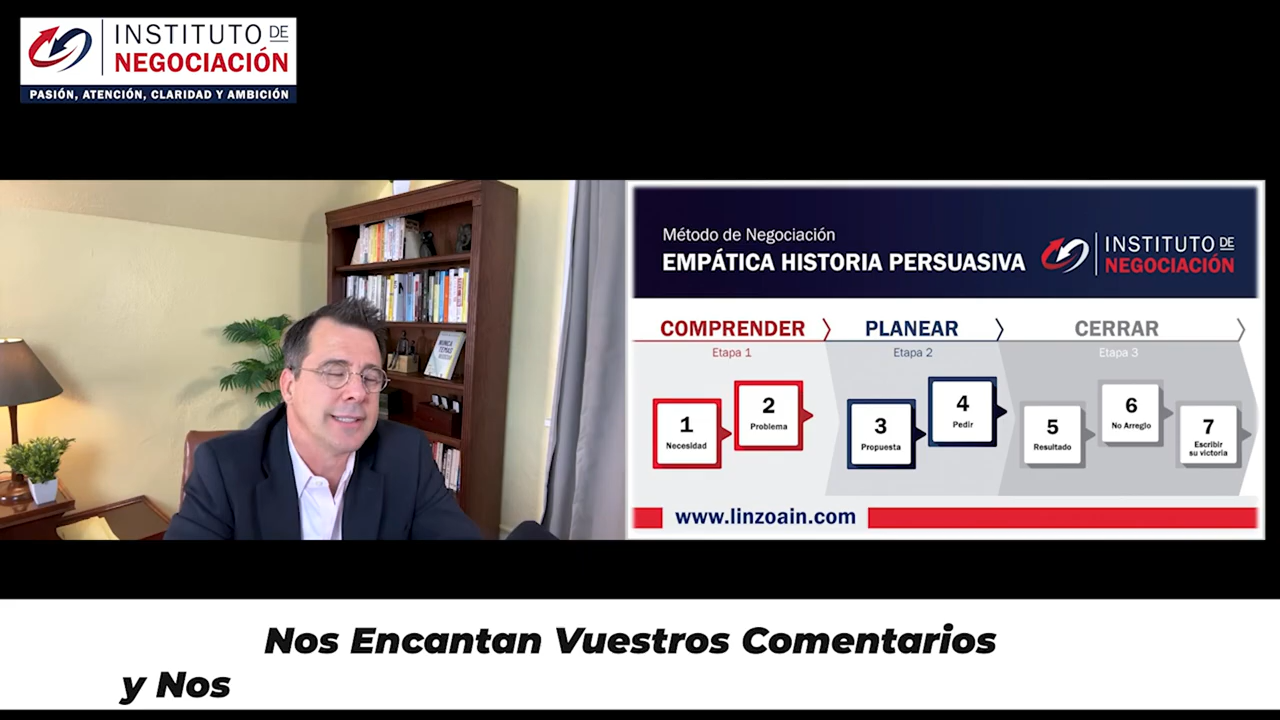 INSTITUTO DE
NEGOCIACIÓN
PASIÓN, ATENCIÓN, CLARIDAD Y AMBICIÓN
NUNCA
TEMAS
Método de Negociación
EMPÁTICA HISTORIA PERSUASIVA
INSTITUTO DE
NEGOCIACIÓN
COMPRENDER
Etapa 1
PLANEAR
Etapa 2
CERRAR
Etapa 3
1
Necesidad
2
Problema
3
Propuesta
4
Pedir
5
Resultado
6
No Arreglo
7
Escribir
su victoria
www.linzoain.com
Nos Encantan Vuestros Comentarios
y Nos